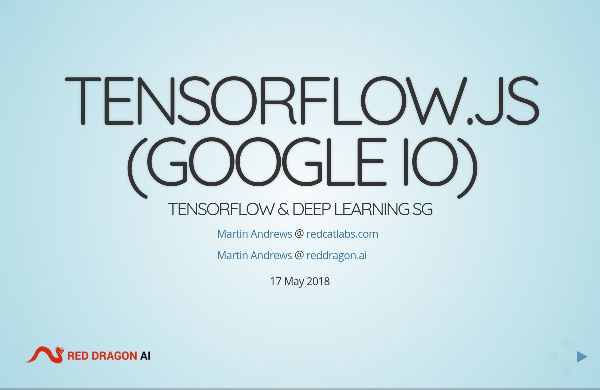 TENSORFLOW.JS
(GOOGLE IO)
TENSORFLOW & DEEP LEARNING SG
Martin Andrews @ redcatlabs.com
Martin Andrews @ reddragon.ai
17 May 2018
RED DRAGON AI